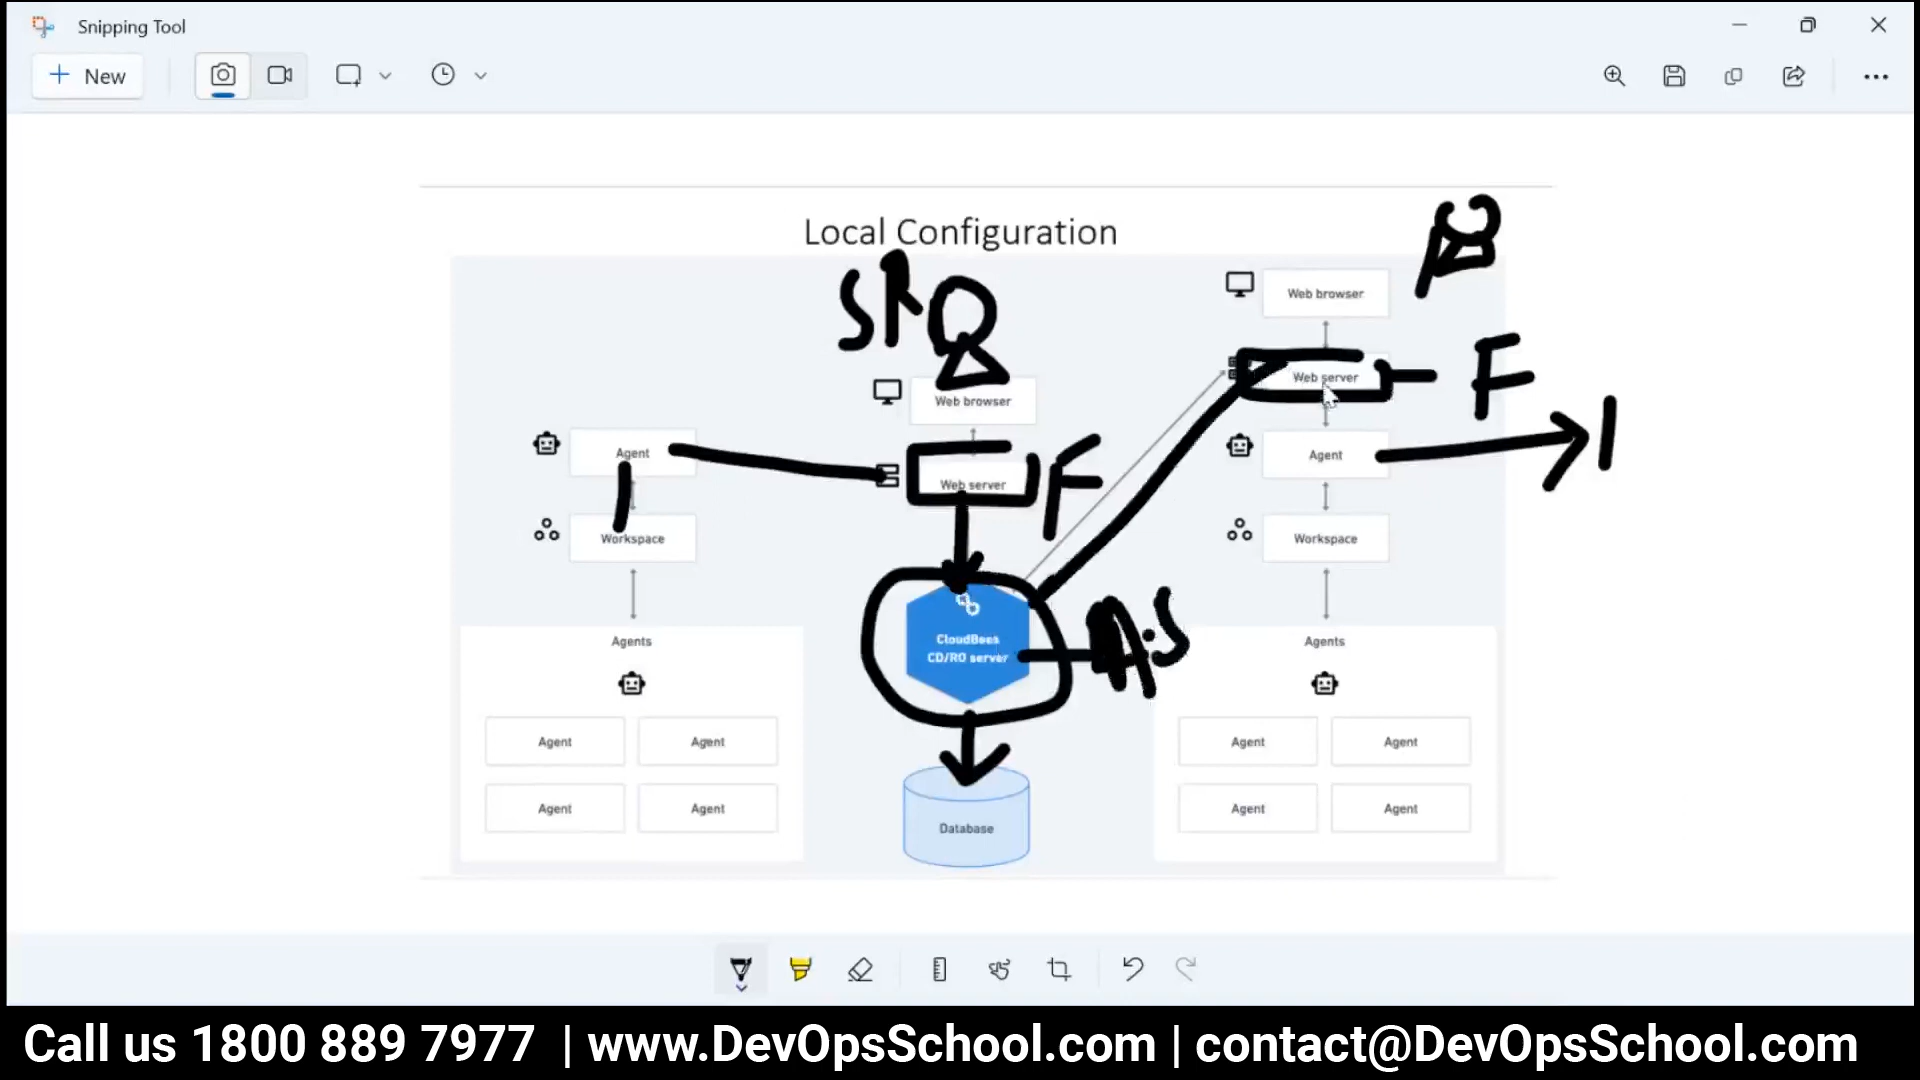 Snipping Tool
New
Local Configuration
SR
Web browser
Web browser
Web server
F
Agent
Web server
F
Agent
Workspace
Workspace
CloudBees
CD/RO server
A.S
Agents
Agents
Agent
Agent
Agent
Agent
Agent
Agent
Agent
Agent
Database
Call us 1800 889 7977 | www.DevOpsSchool.com | contact@DevOpsSchool.com